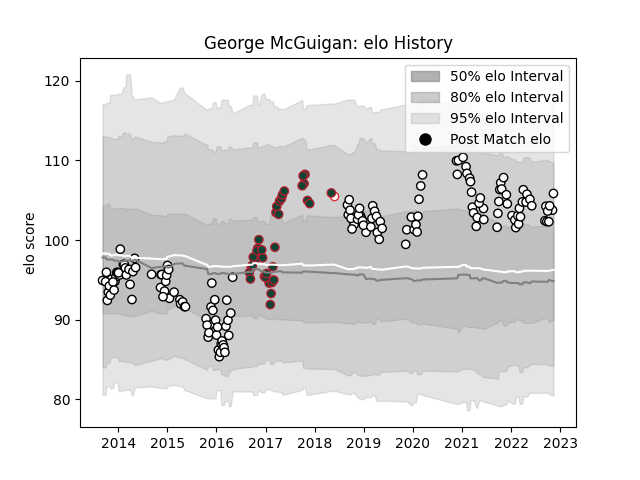 George McGuigan: elo History
50% elo Interval
80% elo Interval
95% elo Interval
Post Match elo
elo score
120
110
100
90
80
2014 2015 2016 2017 2018 2019 2020 2021 2022 2023